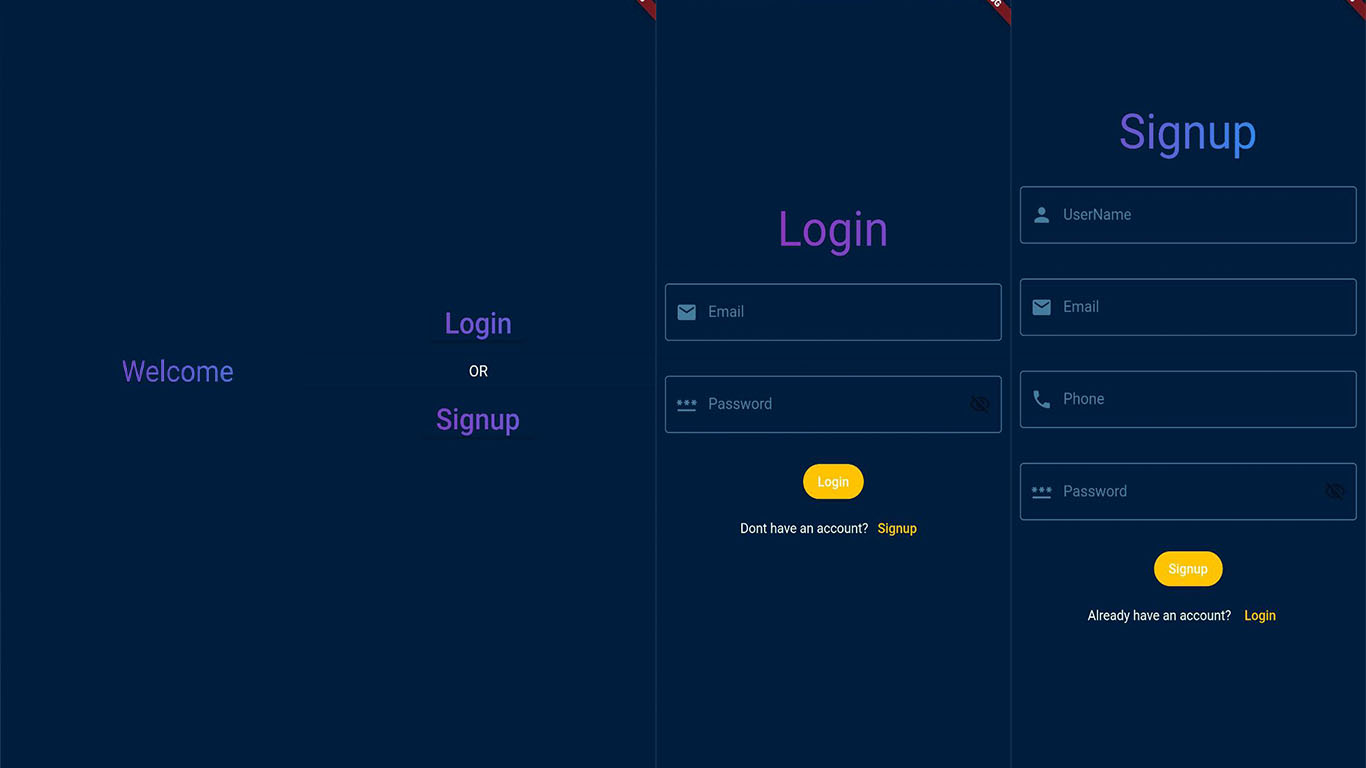 Welcome
Login
OR
Signup
Login
Email
*** Password
Login
Dont have an account? Signup
Signup
UserName
Email
Phone
*** Password
Signup
Already have an account? Login